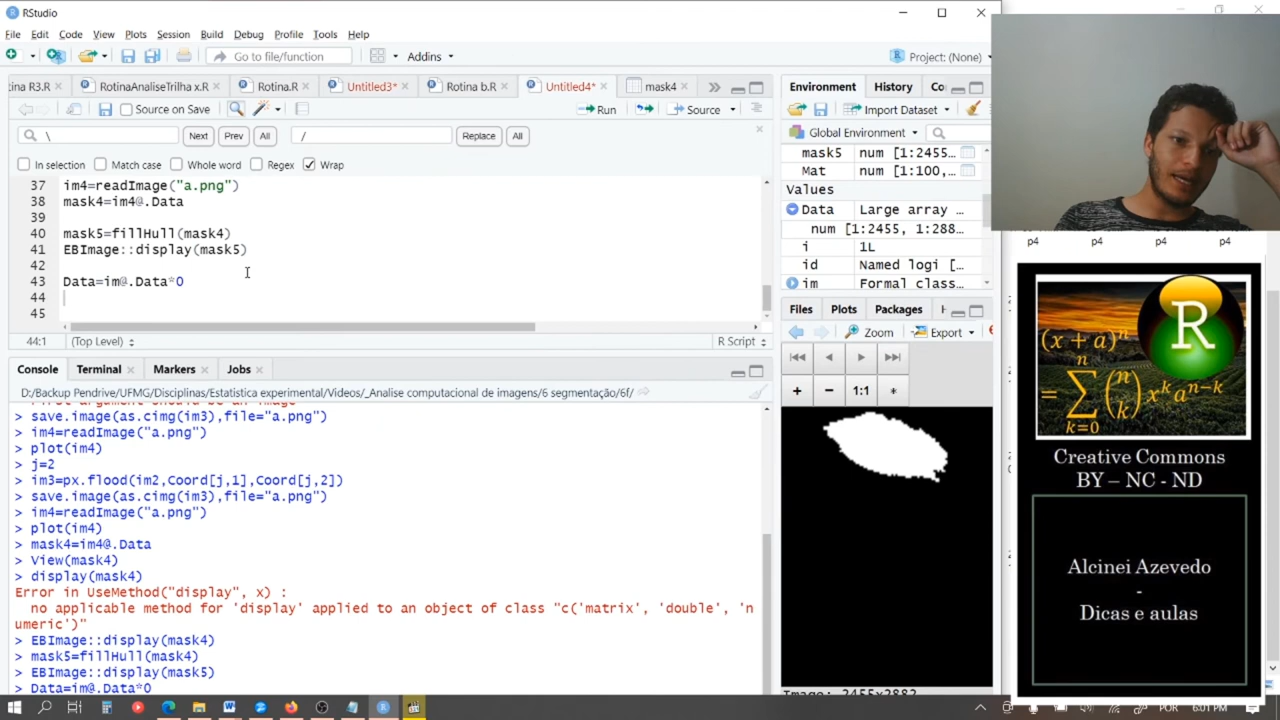 RStudio
File Edit Code View Plots Session Build Debug Profile Tools Help
Go to file/function Addins Project: (None)
ina R3.R RotinaAnaliseTrilha x.R Rotina.R Untitled3* Rotina b.R Untitled4* mask4
Source on Save Run Source
\ Next Prev All / Replace All
In selection Match case Whole word Regex Wrap
37 im4=readImage("a.png")
38 mask4=im4@.Data
39
40 mask5=fillHull(mask4)
41 EBImage::display(mask5)
42
43 Data=im@.Data*0
44
45
44:1 (Top Level) R Script
Console Terminal Markers Jobs
D:/Backup Pendrive/UFMG/Disciplinas/Estatistica experimental/Videos/_Analise computacional de imagens/6 segmentação/6f/
> save.image(as.cimg(im3),file="a.png")
> im4=readImage("a.png")
> plot(im4)
> j=2
> im3=px.flood(im2,Coord[j,1],Coord[j,2])
> save.image(as.cimg(im3),file="a.png")
> im4=readImage("a.png")
> plot(im4)
> mask4=im4@.Data
> View(mask4)
> display(mask4)
Error in UseMethod("display", x) :
no applicable method for 'display' applied to an object of class "c('matrix', 'double', 'n
umeric')"
> EBImage::display(mask4)
> mask5=fillHull(mask4)
> EBImage::display(mask5)
> Data=im@.Data*0
Environment History Co
Import Dataset
Global Environment
mask5 num [1:2455…
Mat num [1:100,…
Values
Data Large array …
num [1:2455, 1:288…
i 1L
id Named logi […
im Formal class…
Files Plots Packages H
Zoom Export
+ − 1:1 *
Image: 2455x2882
p4 p4 p4 p4
R
(x + a)^n
= ∑ (n k) x^k a^{n−k}
n
k=0
Creative Commons
BY – NC - ND
Alcinei Azevedo
-
Dicas e aulas
POR 6:01 PM